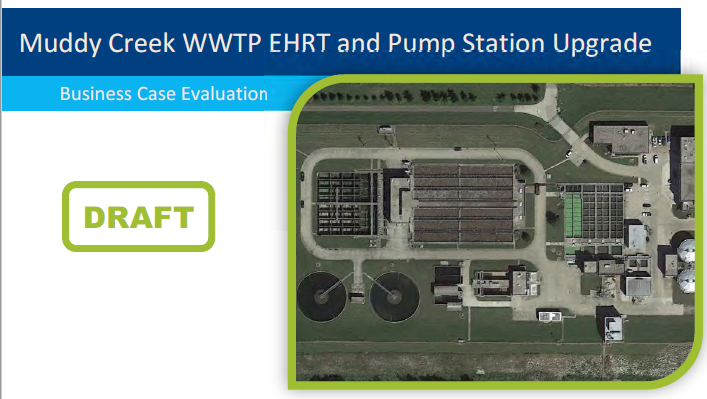 Muddy Creek WWTP EHRT and Pump Station Upgrade
Business Case Evaluation
DRAFT